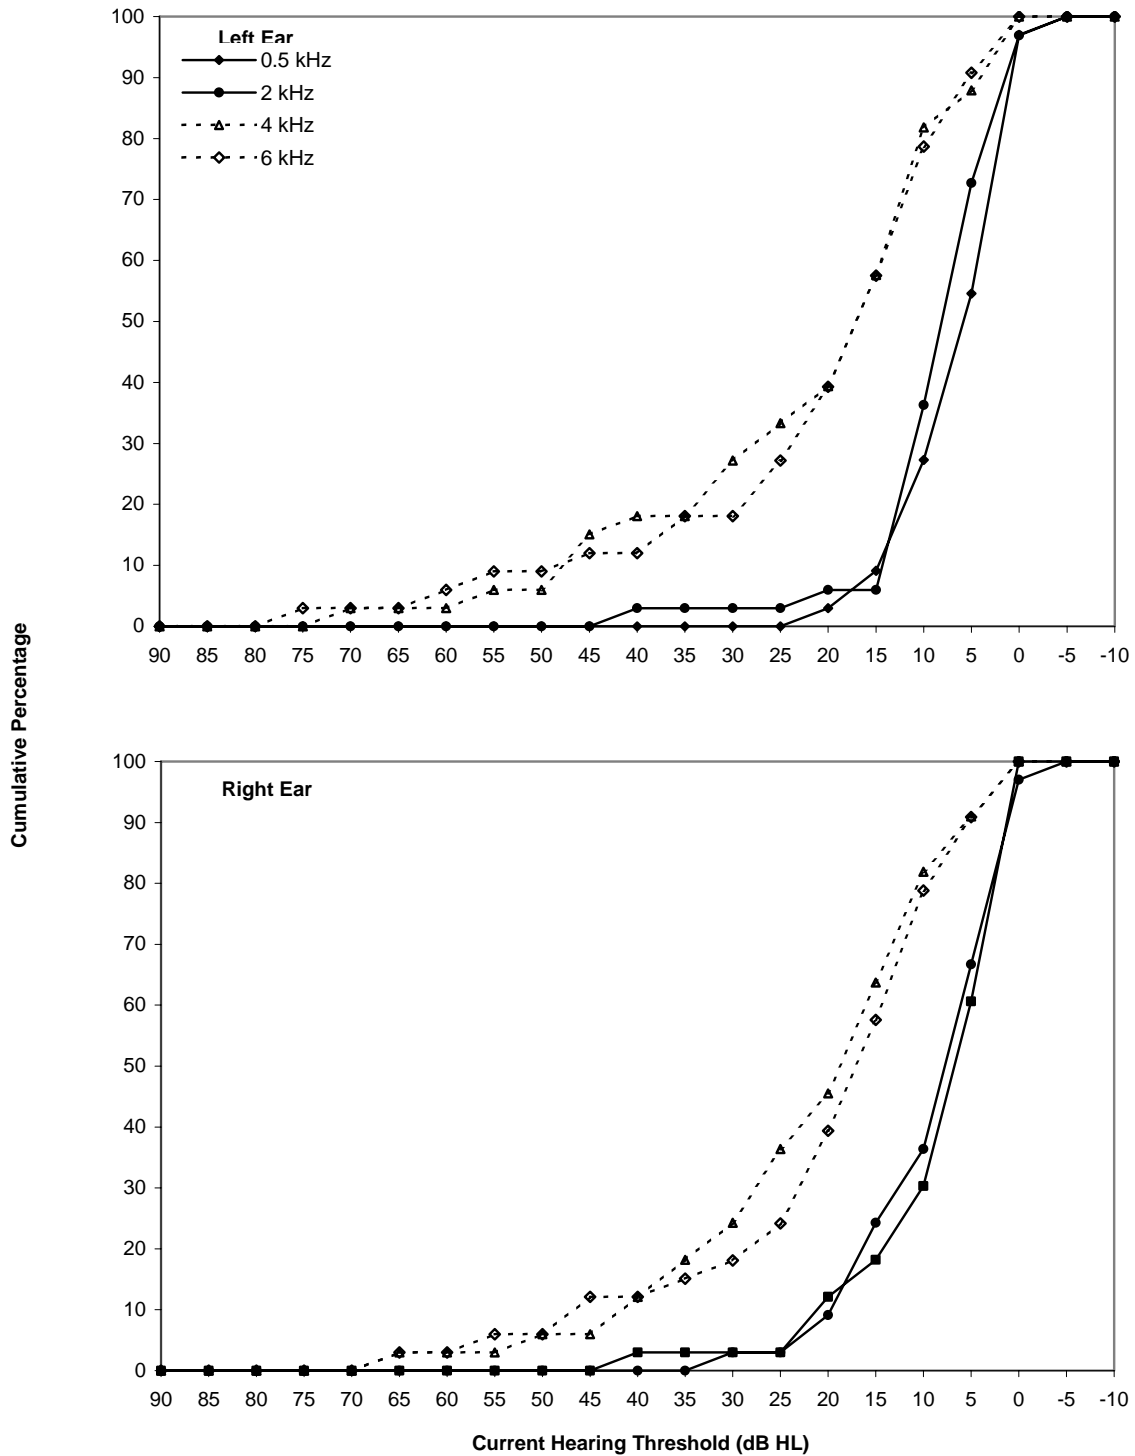 Left Ear
0.5 kHz
2 kHz
4 kHz
6 kHz
100
90
80
70
60
50
40
30
20
10
0
90 85 80 75 70 65 60 55 50 45 40 35 30 25 20 15 10 5 0 -5 -10
Cumulative Percentage
Right Ear
100
90
80
70
60
50
40
30
20
10
0
90 85 80 75 70 65 60 55 50 45 40 35 30 25 20 15 10 5 0 -5 -10
Current Hearing Threshold (dB HL)